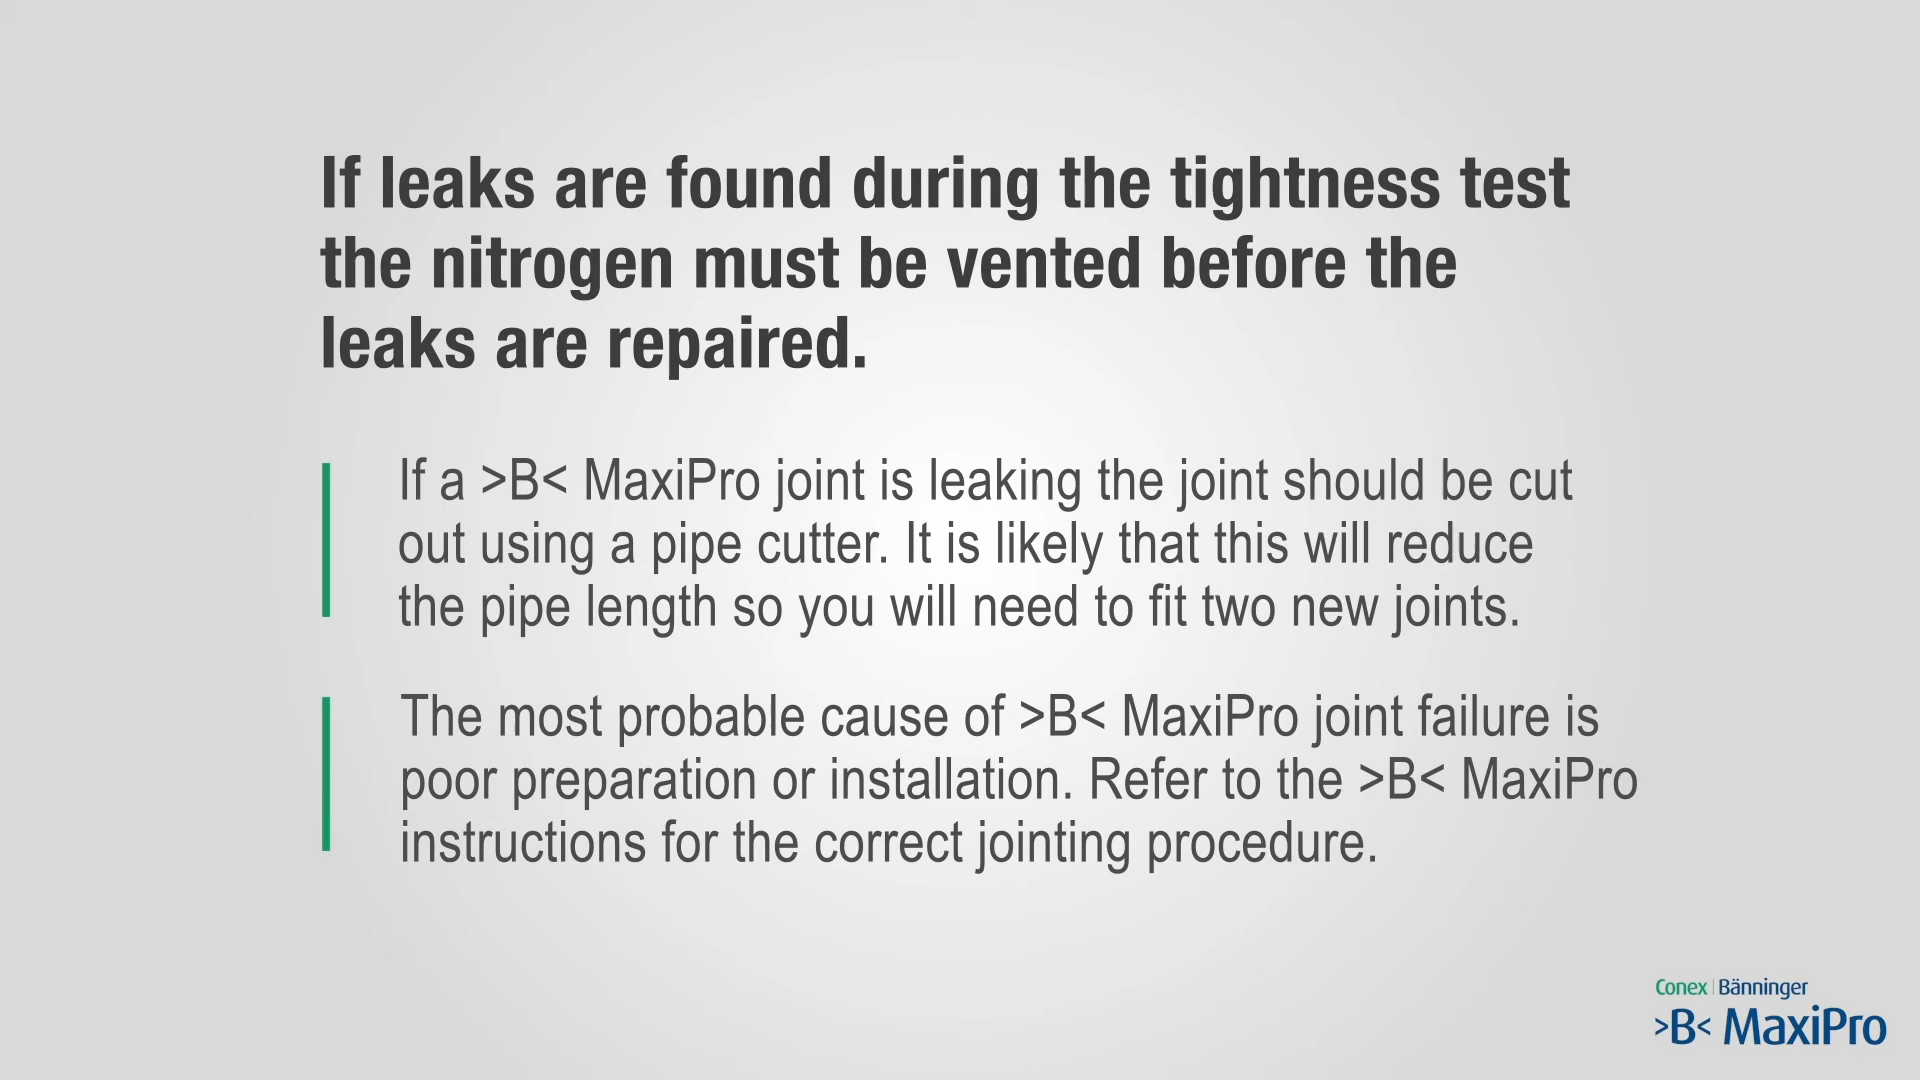 If leaks are found during the tightness test
the nitrogen must be vented before the
leaks are repaired.
If a >B< MaxiPro joint is leaking the joint should be cut
out using a pipe cutter. It is likely that this will reduce
the pipe length so you will need to fit two new joints.
The most probable cause of >B< MaxiPro joint failure is
poor preparation or installation. Refer to the >B< MaxiPro
instructions for the correct jointing procedure.
Conex | Bänninger
>B< MaxiPro